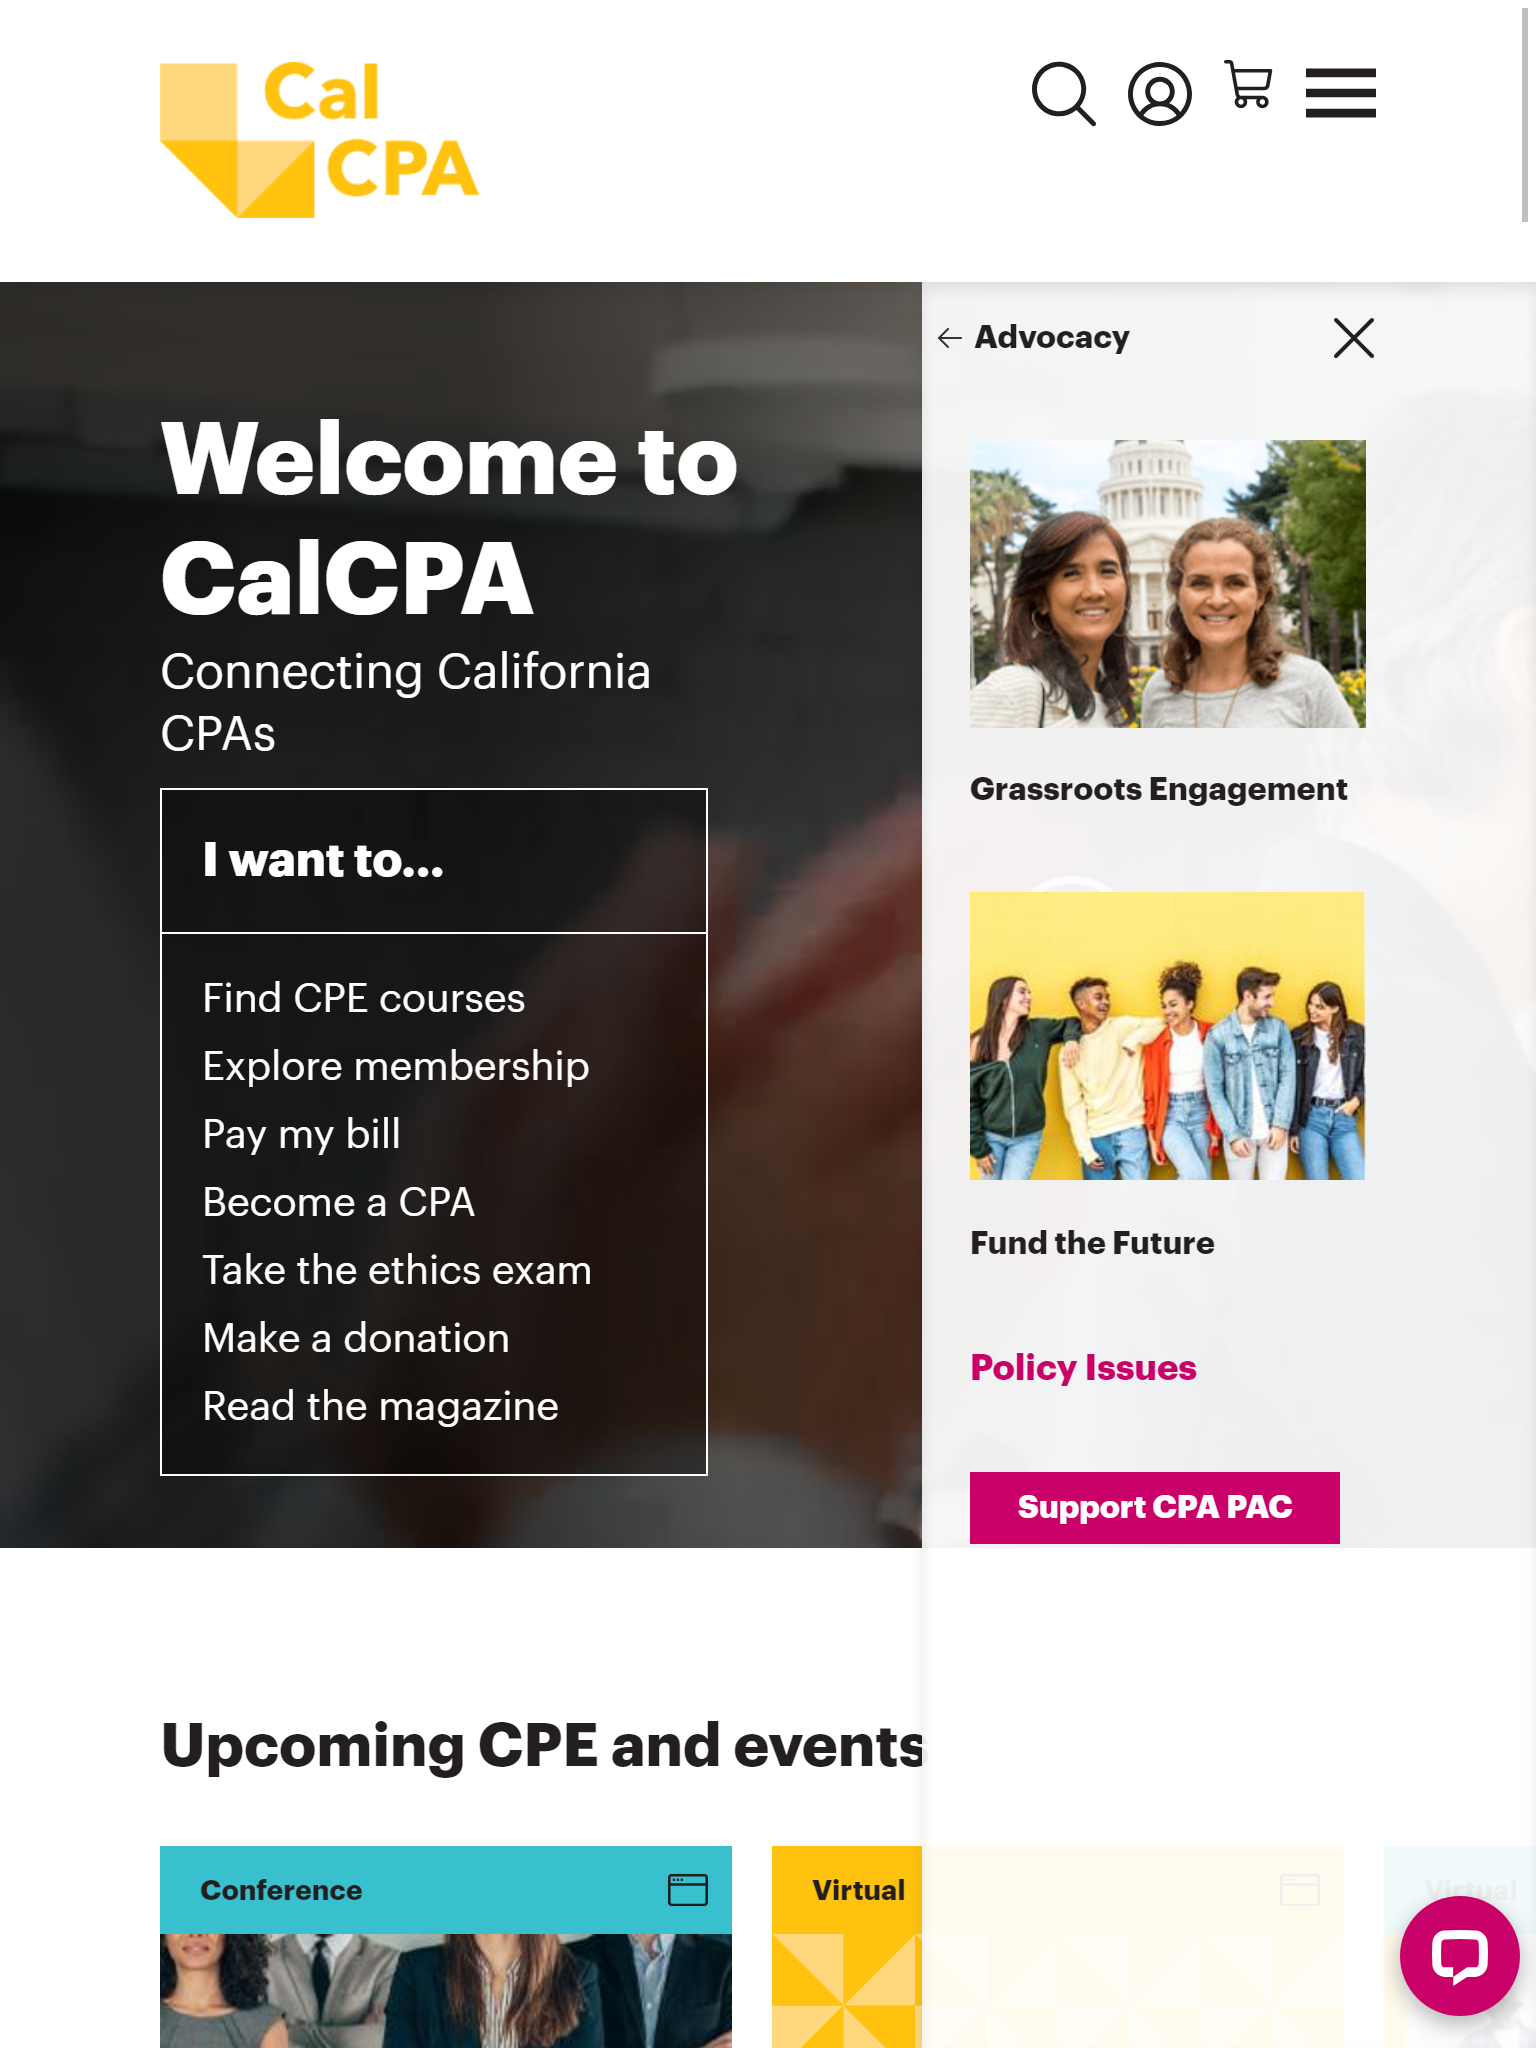 Cal
CPA
Advocacy
Welcome to
CalCPA
Connecting California
CPAs
I want to...
Find CPE courses
Explore membership
Pay my bill
Become a CPA
Take the ethics exam
Make a donation
Read the magazine
Grassroots Engagement
Fund the Future
Policy Issues
Support CPA PAC
Upcoming CPE and events
Conference
Virtual
Virtual